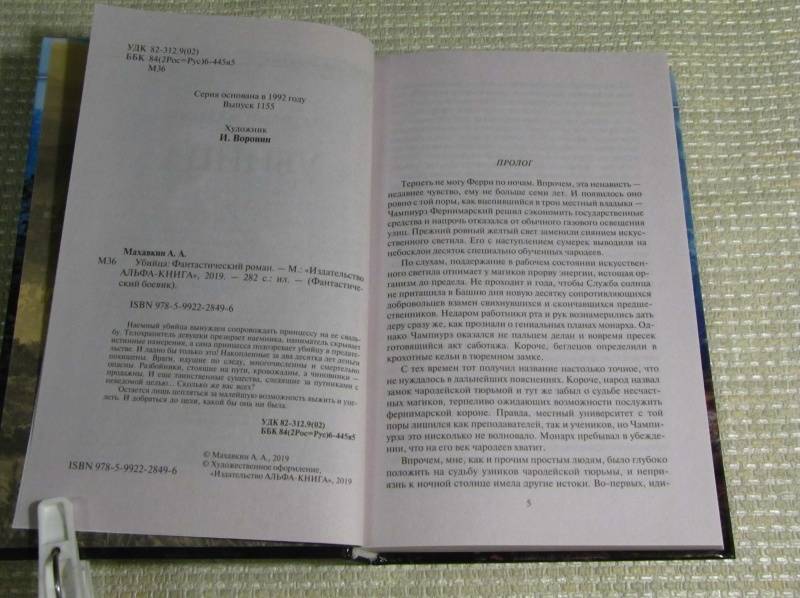 УДК 82-312.9(02)
ББК 84(2Рос=Рус)6-445я5
М36
Серия основана в 1992 году
Выпуск 1155
Художник
И. Воронин
Махавкин А. А.
М36 Убийца: Фантастический роман. — М.: «Издательство
АЛЬФА-КНИГА», 2019. — 282 с.: ил. — (Фантастиче-
ский боевик).
ISBN 978-5-9922-2849-6
Наемный убийца вынужден сопровождать принцессу на ее свадь-
бу. Телохранитель девушки презирает наемника, наниматель скрывает
истинные намерения, а сама принцесса подозревает убийцу в предате-
льстве. И ладно бы только это! Накопленные за два десятка лет деньги
похищены. Враги, идущие по следу, многочисленны и смертельно
опасны. Разбойники, стоящие на пути, кровожадны, а чиновники —
продажны. И еще таинственные существа, следящие за путниками с
неведомой целью... Сколько же вас всех?
Остается лишь цепляться за малейшую возможность выжить и уце-
леть. И добраться до цели, какой бы она ни была.
УДК 82-312.9(02)
ББК 84(2Рос=Рус)6-445я5
© Махавкин А. А., 2019
© Художественное оформление,
ISBN 978-5-9922-2849-6 «Издательство АЛЬФА-КНИГА», 2019
ПРОЛОГ
Терпеть не могу Ферри по ночам. Впрочем, эта ненависть —
недавнее чувство, ему не больше семи лет. И появилось оно
ровно с той поры, как вцепившийся в трон местный владыка —
Чампиурз Фернимарский решил сэкономить государственные
средства и напрочь отказался от обычного газового освещения
улиц. Прежний ровный желтый свет заменили сиянием искус-
ственного светила. Его с наступлением сумерек выводили на
небосклон десяток специально обученных чародеев.
По слухам, поддержание в рабочем состоянии искусствен-
ного светила отнимает у магиков прорву энергии, истощая ор-
ганизм до предела. Не проходит и года, чтобы Служба солнца
не притащила в Башню дня новую десятку сопротивляющихся
добровольцев взамен свихнувшихся и скончавшихся предшес-
твенников. Недаром работники рта и рук вознамерились дать
деру сразу же, как прознали о гениальных планах монарха. Од-
нако Чампиурз оказался не пальцем делан и вовремя пресек
готовившийся акт саботажа. Короче, беглецов определили в
крохотные кельи в тюремном замке.
С тех времен тот получил название настолько точное, что
не нуждалось в дальнейших пояснениях. Короче, народ назвал
замок чародейской тюрьмой и тут же забыл о судьбе несчаст-
ных магиков, терпеливо ожидающих возможности послужить
фернимарской короне. Правда, местный университет с той
поры лишился как преподавателей, так и учеников, но Чампи-
урза это нисколько не волновало. Монарх пребывал в убежде-
нии, что на его век чародеев хватит.
Впрочем, мне, как и прочим простым людям, было глубоко
положить на судьбу узников чародейской тюрьмы, и неприя-
знь к ночной столице имела другие истоки. Во-первых, иди-
5